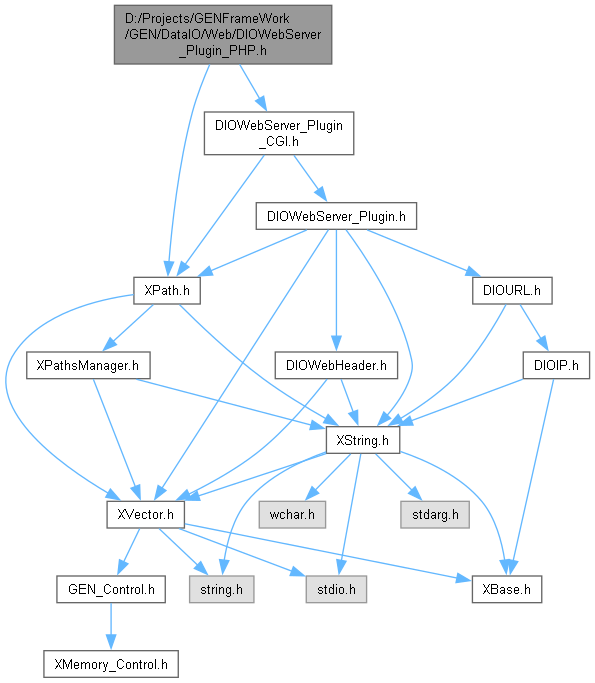 D:/Projects/GENFrameWork
/GEN/DataIO/Web/DIOWebServer
_Plugin_PHP.h
DIOWebServer_Plugin
_CGI.h
DIOWebServer_Plugin.h
XPath.h
DIOURL.h
XPathsManager.h
DIOWebHeader.h
DIOIP.h
XString.h
XVector.h
wchar.h
stdarg.h
GEN_Control.h
string.h
stdio.h
XBase.h
XMemory_Control.h